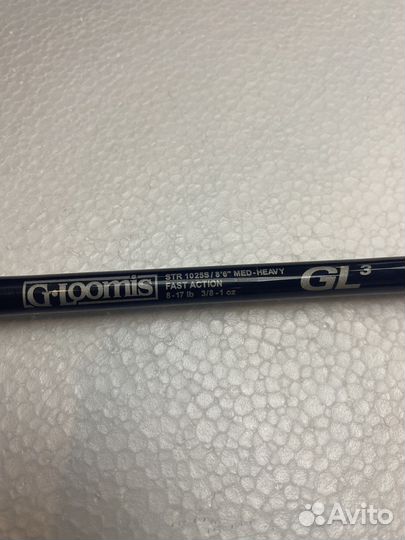 G·Loomis
STR 1025S / 8'6" MED-HEAVY
FAST ACTION
8-17 lb 3/8-1 oz
GL3
Avito